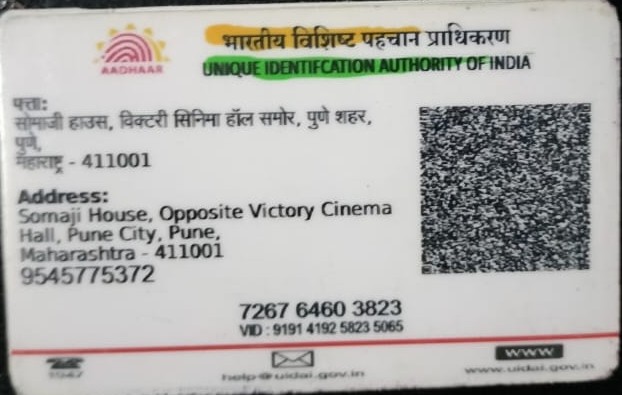 AADHAAR
भारतीय विशिष्ट पहचान प्राधिकरण
UNIQUE IDENTIFCATION AUTHORITY OF INDIA
पत्ता:
सोमाजी हाउस, विक्टरी सिनिमा हॉल समोर, पुणे शहर,
पुणे,
महाराष्ट्र - 411001
Address:
Somaji House, Opposite Victory Cinema
Hall, Pune City, Pune,
Maharashtra - 411001
9545775372
7267 6460 3823
VID : 9191 4192 5823 5065
1947
help@uidai.gov.in
www
www.uidai.gov.in